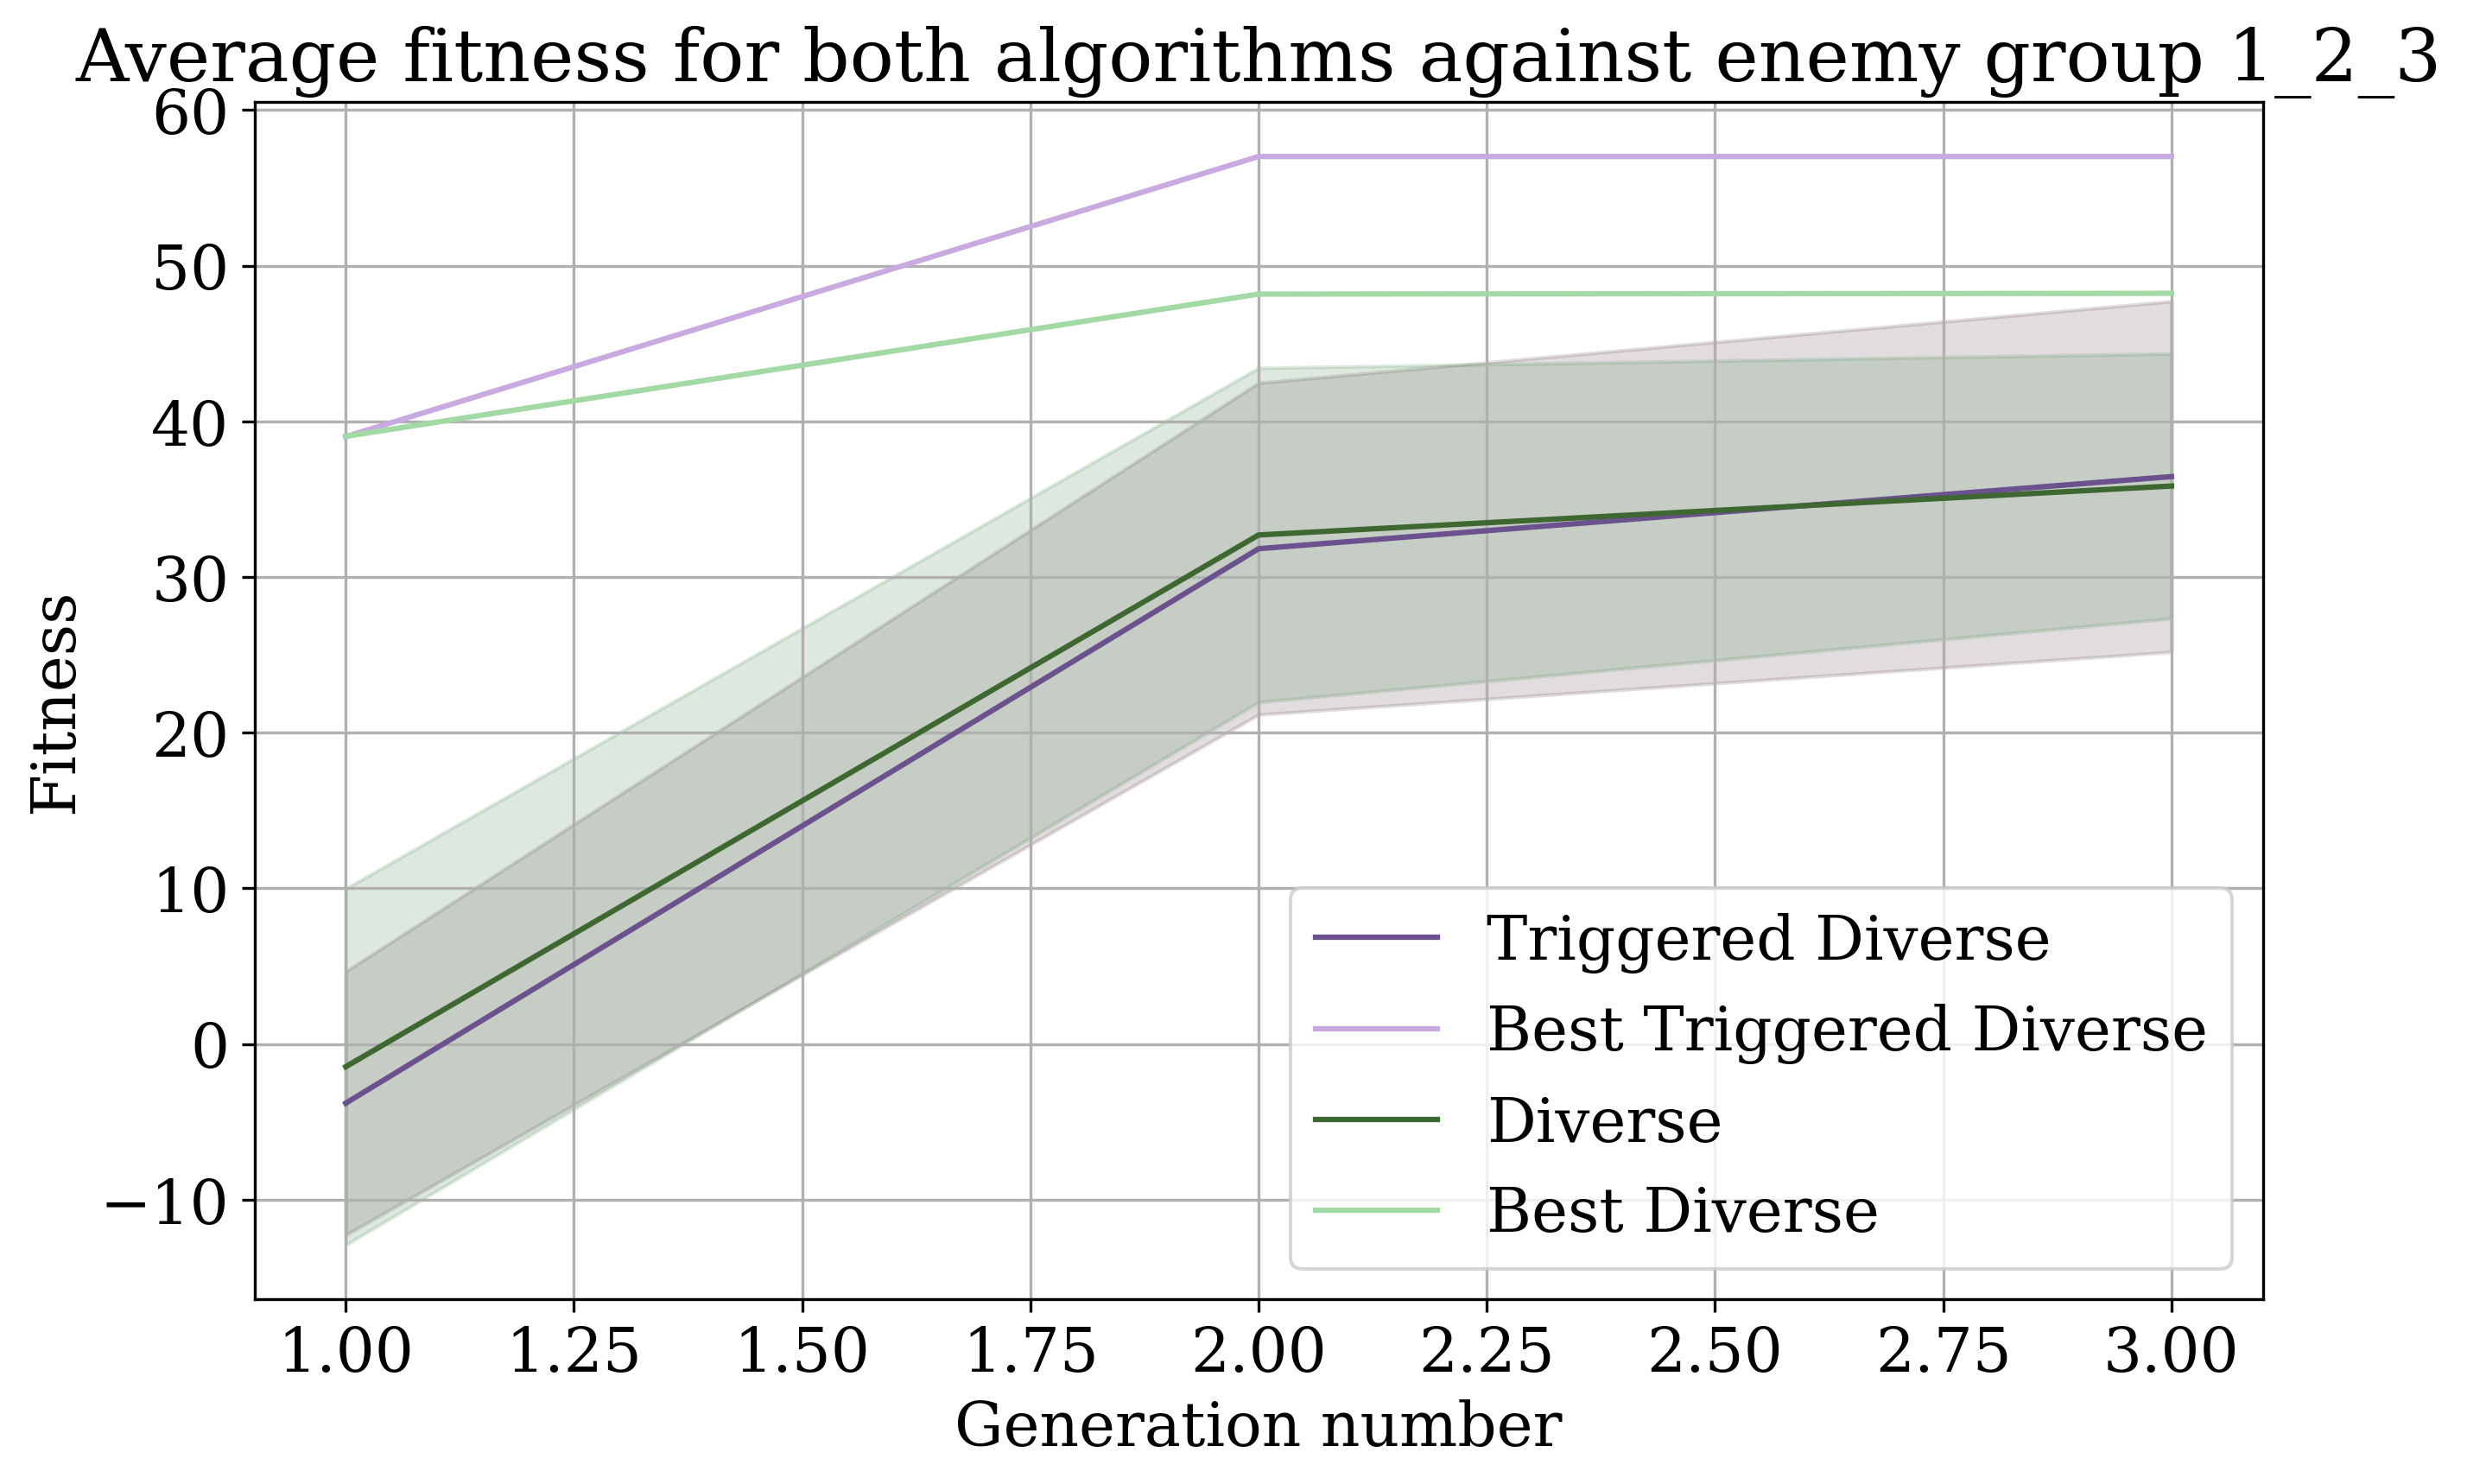 Average fitness for both algorithms against enemy group 1_2_3
60
50
40
30
20
10
0
−10
Fitness
Triggered Diverse
Best Triggered Diverse
Diverse
Best Diverse
1.00 1.25 1.50 1.75 2.00 2.25 2.50 2.75 3.00
Generation number